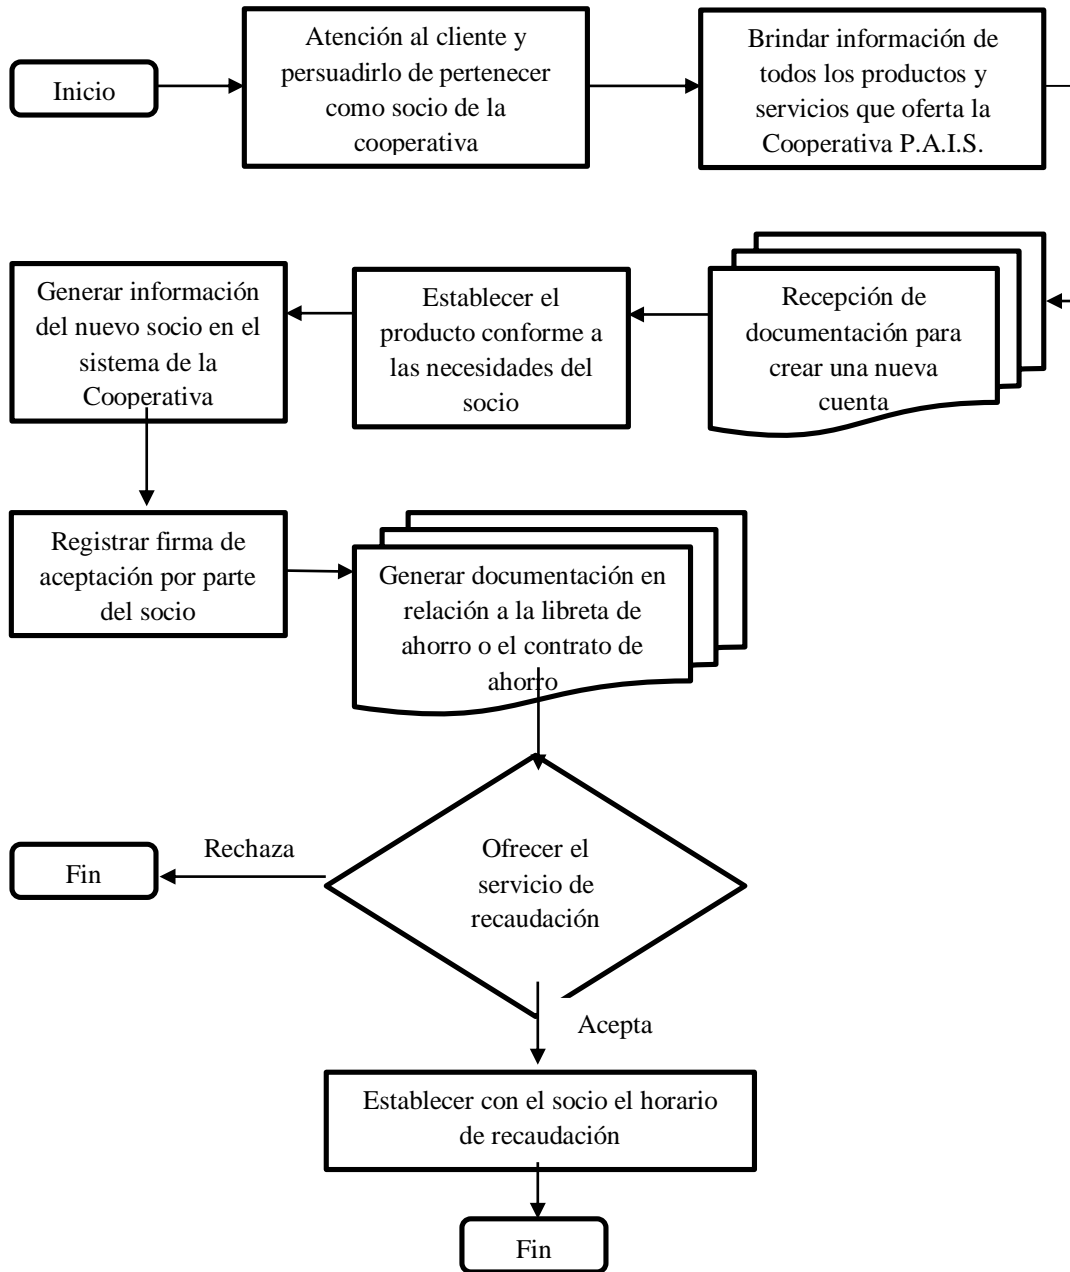 Inicio
Atención al cliente y
persuadirlo de pertenecer
como socio de la
cooperativa
Brindar información de
todos los productos y
servicios que oferta la
Cooperativa P.A.I.S.
Recepción de
documentación para
crear una nueva
cuenta
Establecer el
producto conforme a
las necesidades del
socio
Generar información
del nuevo socio en el
sistema de la
Cooperativa
Registrar firma de
aceptación por parte
del socio
Generar documentación en
relación a la libreta de
ahorro o el contrato de
ahorro
Ofrecer el
servicio de
recaudación
Rechaza
Fin
Acepta
Establecer con el socio el horario
de recaudación
Fin